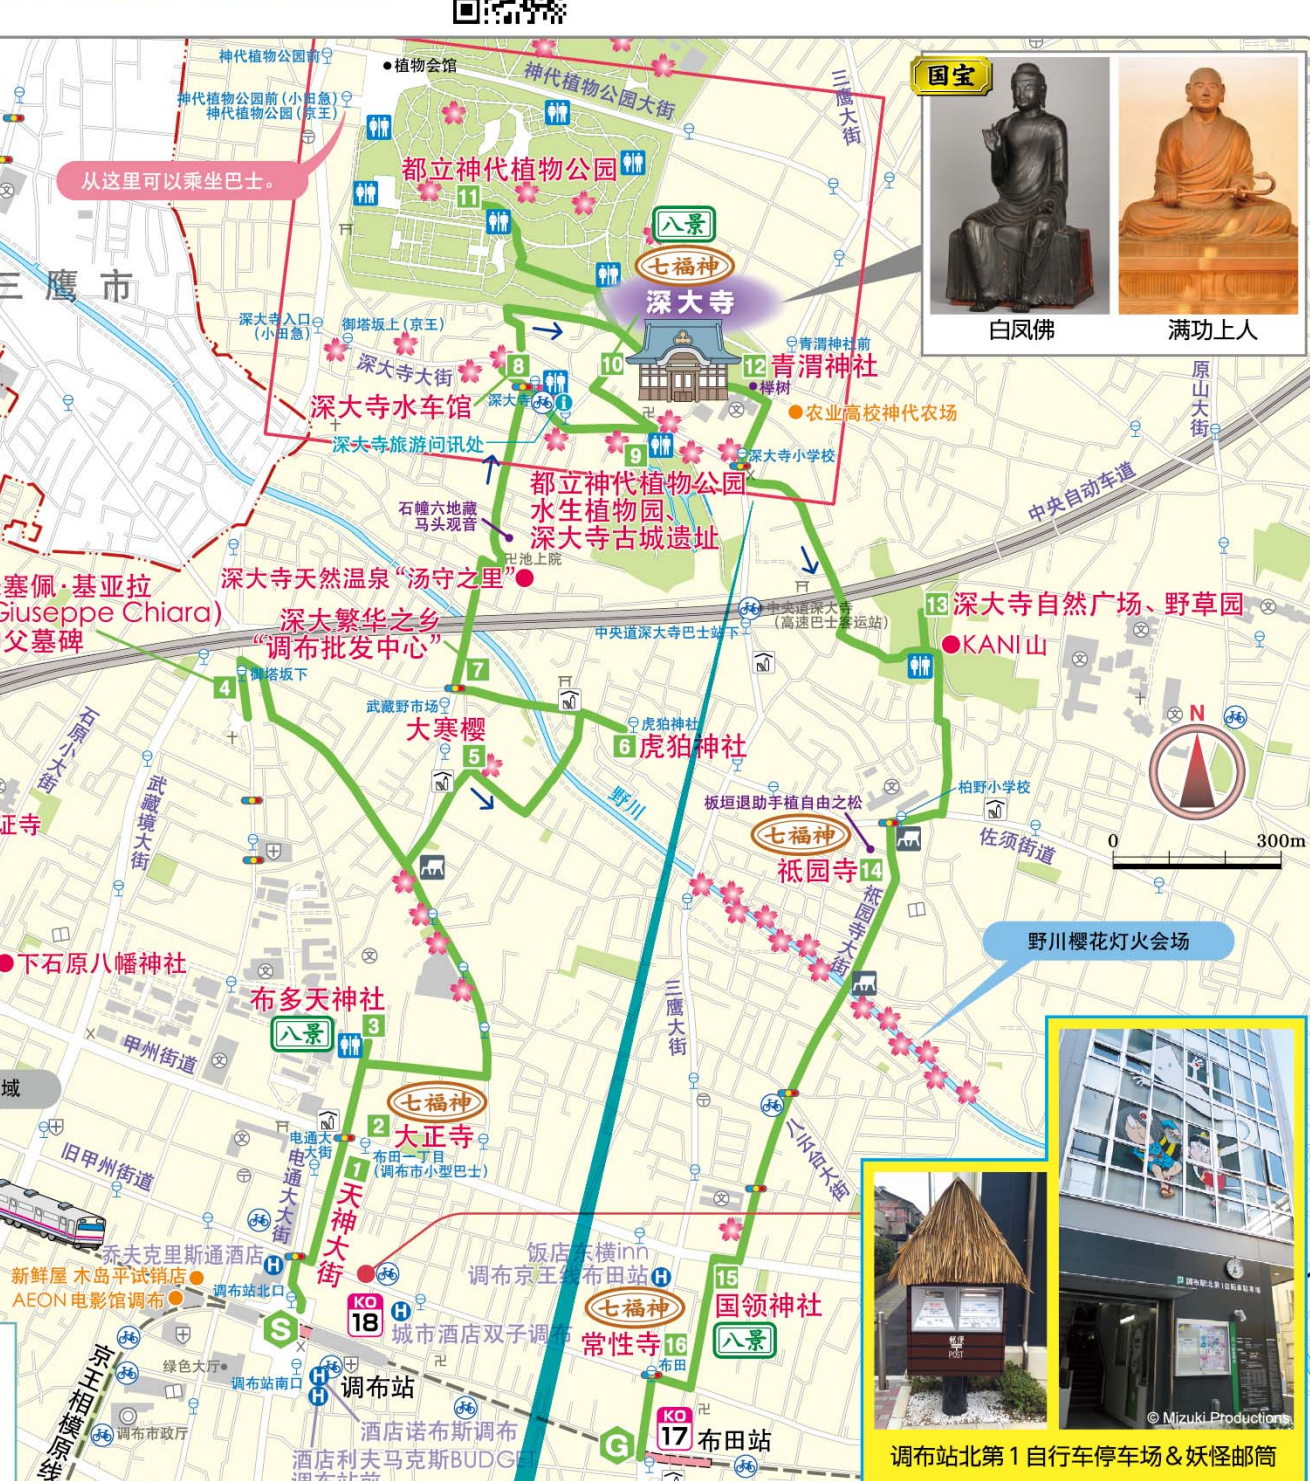 神代植物公园前
神代植物公园前(小田急)
神代植物公园(京王)
从这里可以乘坐巴士。
植物会馆
神代植物公园大街
三鹰大街
都立神代植物公园
11
八景
七福神
深大寺
国宝
白凤佛
满功上人
三鹰市
深大寺入口
(小田急)
御塔坂上(京王)
深大寺大街
8
10
12
青渭神社前
青渭神社
榉树
农业高校神代农场
原山大街
深大寺水车馆
深大寺
深大寺旅游问讯处
9
深大寺小学校
都立神代植物公园
水生植物园、
深大寺古城遗址
石幢六地藏
马头观音
中央自动车道
池上院
深大寺天然温泉“汤守之里”
塞佩·基亚拉
Giuseppe Chiara)
父墓碑
深大繁华之乡
“调布批发中心”
中央道深大寺
(高速巴士客运站)
中央道深大寺巴士站下
13
深大寺自然广场、野草园
KANI山
4
御塔坂下
7
武藏野市场
大寒樱
5
虎狛神社
6
虎狛神社
N
0
300m
石原小大街
武藏境大街
证寺
野川
板垣退助手植自由之松
柏野小学校
佐须街道
七福神
祇园寺
14
祇园寺大街
野川樱花灯火会场
下石原八幡神社
布多天神社
八景
3
三鹰大街
甲州街道
域
七福神
2
大正寺
电通大
大街
布田一丁目
(调布市小型巴士)
旧甲州街道
电通大大街
1
天神大街
八云台大街
乔夫克里斯通酒店
H
新鲜屋 木岛平试销店
AEON电影馆调布
调布站北口
S
KO
18
H
城市酒店双子调布
饭店东横inn
调布京王线布田站
H
七福神
常性寺
16
15
国领神社
八景
布田
绿色大厅
调布站南口
H
H
调布站
京王相模原线
调布市政厅
酒店诺布斯调布
酒店利夫马克斯BUDGET
调布站前
G
KO
17
布田站
郵便
POST
調布駅北第1自転車駐車場
© Mizuki Productions
调布站北第1自行车停车场&妖怪邮筒